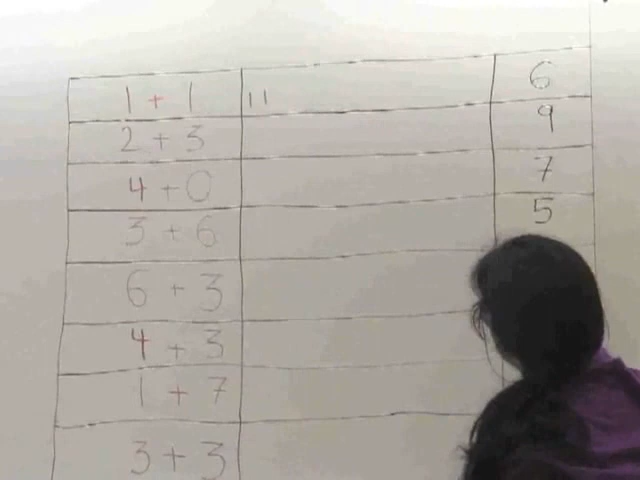 1 + 1 11 6
2 + 3 9
4 + 0 7
3 + 6 5
6 + 3
4 + 3
1 + 7
3 + 3